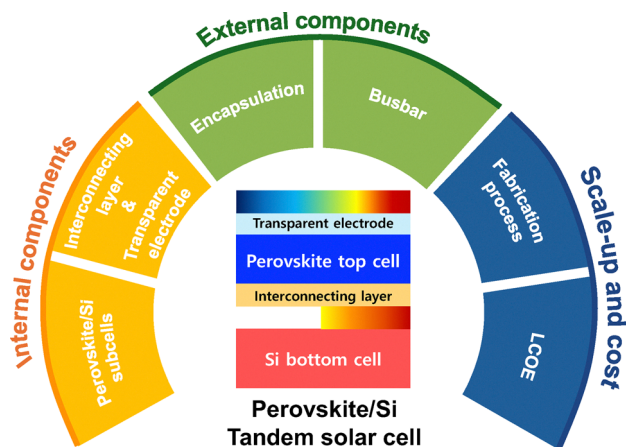 External components
Encapsulation
Busbar
Internal components
Interconnecting
layer
&
Transparent
electrode
Perovskite/Si
subcells
Scale-up and cost
Fabrication
process
LCOE
Transparent electrode
Perovskite top cell
Interconnecting layer
Si bottom cell
Perovskite/Si
Tandem solar cell